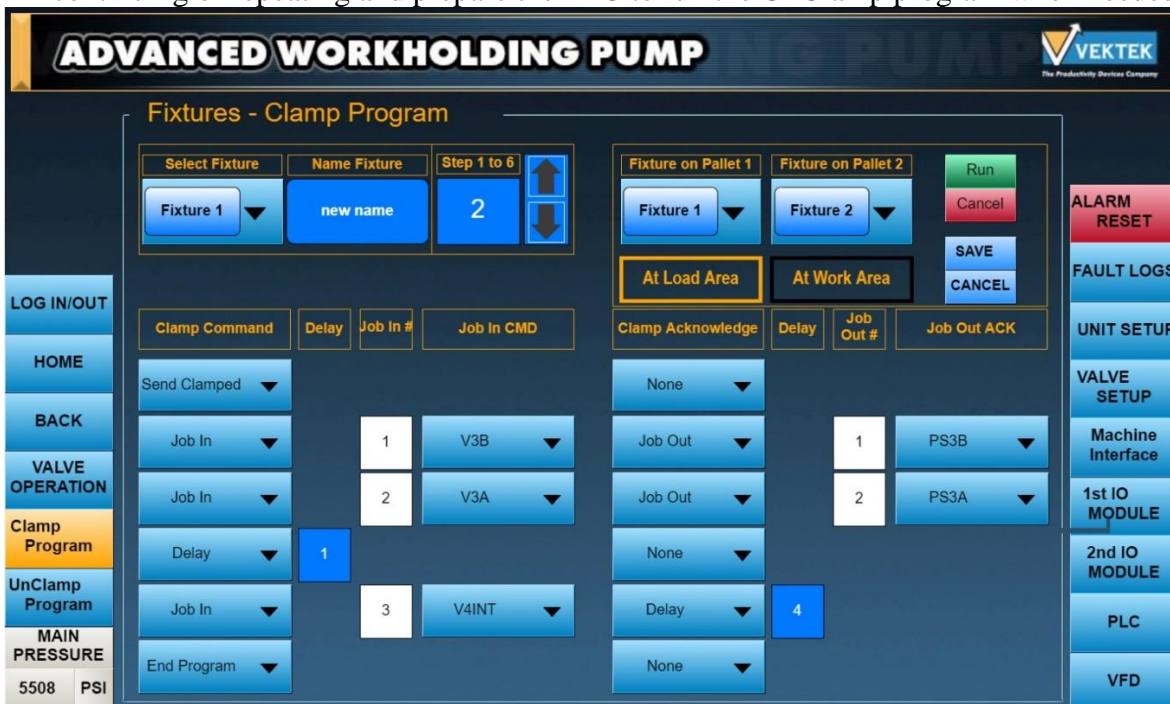 ADVANCED WORKHOLDING PUMP
VEKTEK
The Productivity Devices Company
Fixtures - Clamp Program
Select Fixture
Name Fixture
Step 1 to 6
Fixture 1
new name
2
Fixture on Pallet 1
Fixture on Pallet 2
Run
Cancel
Fixture 1
Fixture 2
SAVE
CANCEL
At Load Area
At Work Area
LOG IN/OUT
HOME
BACK
VALVE
OPERATION
Clamp
Program
UnClamp
Program
MAIN
PRESSURE
5508 PSI
Clamp Command
Delay
Job In #
Job In CMD
Clamp Acknowledge
Delay
Job
Out #
Job Out ACK
Send Clamped
None
Job In
1
V3B
Job Out
1
PS3B
Job In
2
V3A
Job Out
2
PS3A
Delay
1
None
Job In
3
V4INT
Delay
4
End Program
None
ALARM
RESET
FAULT LOGS
UNIT SETUP
VALVE
SETUP
Machine
Interface
1st IO
MODULE
2nd IO
MODULE
PLC
VFD